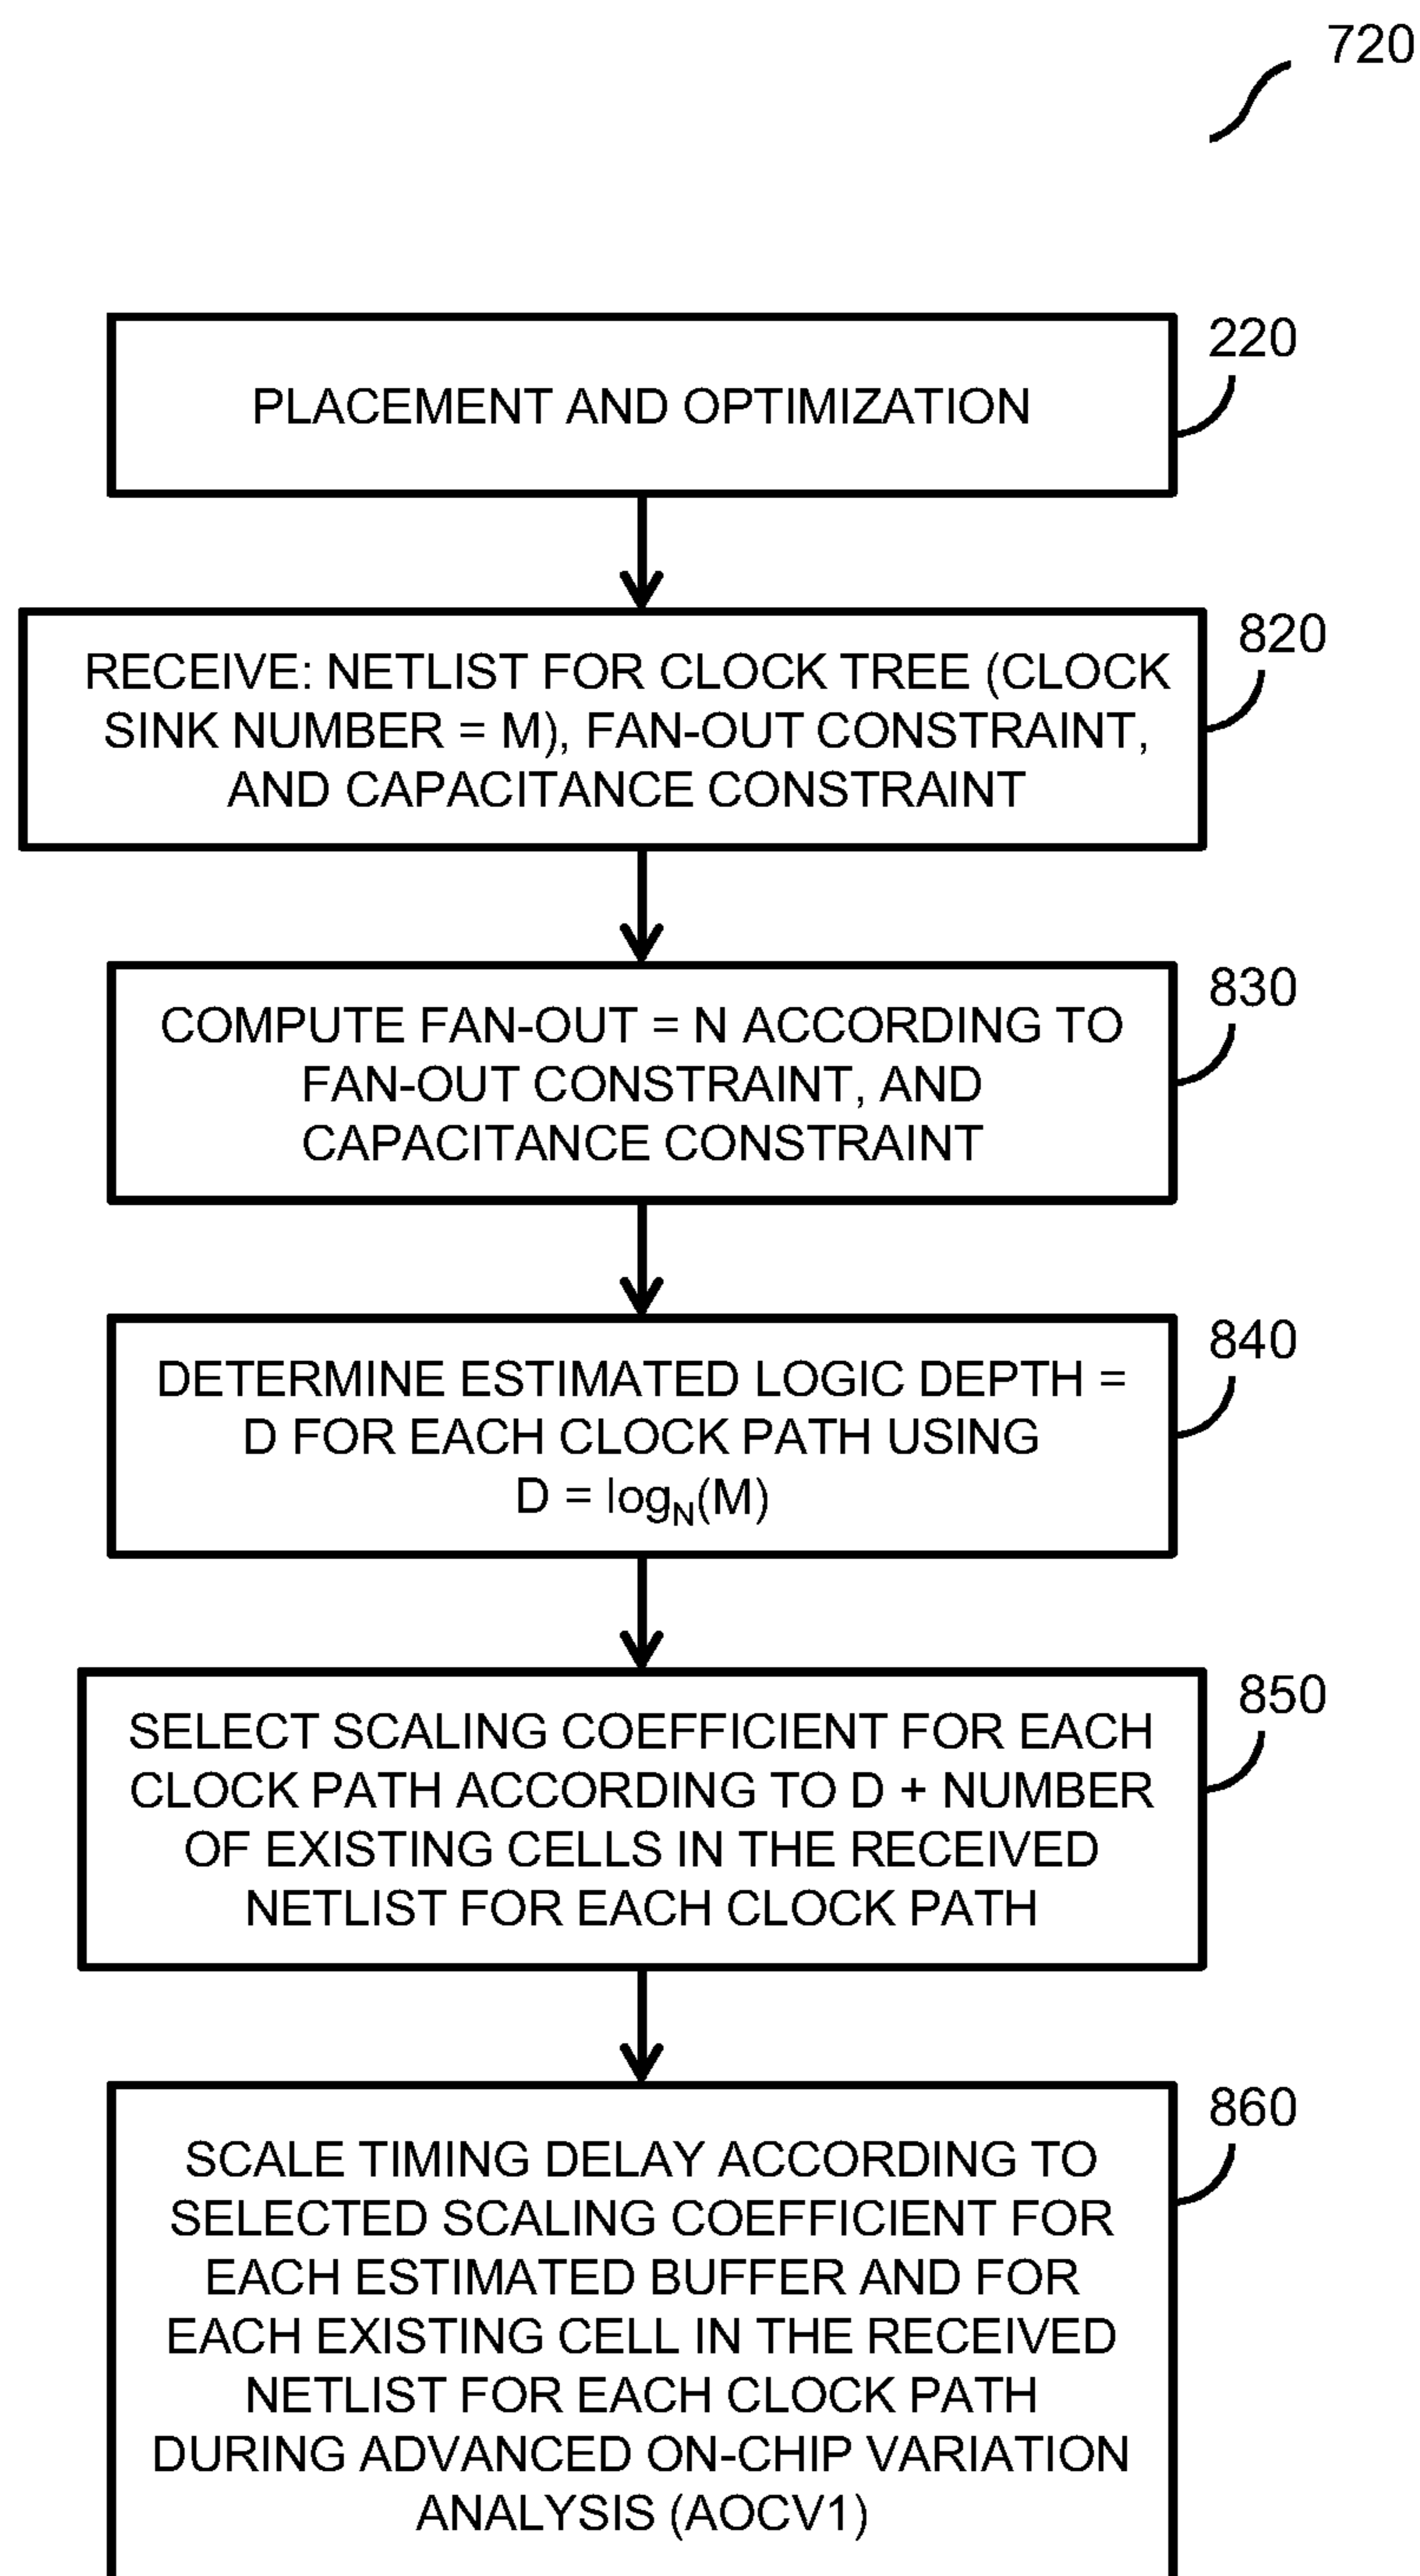 720
PLACEMENT AND OPTIMIZATION
220
RECEIVE: NETLIST FOR CLOCK TREE (CLOCK
SINK NUMBER = M), FAN-OUT CONSTRAINT,
AND CAPACITANCE CONSTRAINT
820
COMPUTE FAN-OUT = N ACCORDING TO
FAN-OUT CONSTRAINT, AND
CAPACITANCE CONSTRAINT
830
DETERMINE ESTIMATED LOGIC DEPTH =
D FOR EACH CLOCK PATH USING
D = log_N(M)
840
SELECT SCALING COEFFICIENT FOR EACH
CLOCK PATH ACCORDING TO D + NUMBER
OF EXISTING CELLS IN THE RECEIVED
NETLIST FOR EACH CLOCK PATH
850
SCALE TIMING DELAY ACCORDING TO
SELECTED SCALING COEFFICIENT FOR
EACH ESTIMATED BUFFER AND FOR
EACH EXISTING CELL IN THE RECEIVED
NETLIST FOR EACH CLOCK PATH
DURING ADVANCED ON-CHIP VARIATION
ANALYSIS (AOCV1)
860